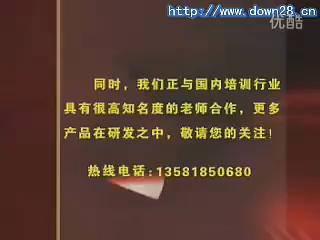 http://www.down28.cn
优酷
同时，我们正与国内培训行业
具有很高知名度的老师合作，更多
产品在研发之中，敬请您的关注！
热线电话：13581850680